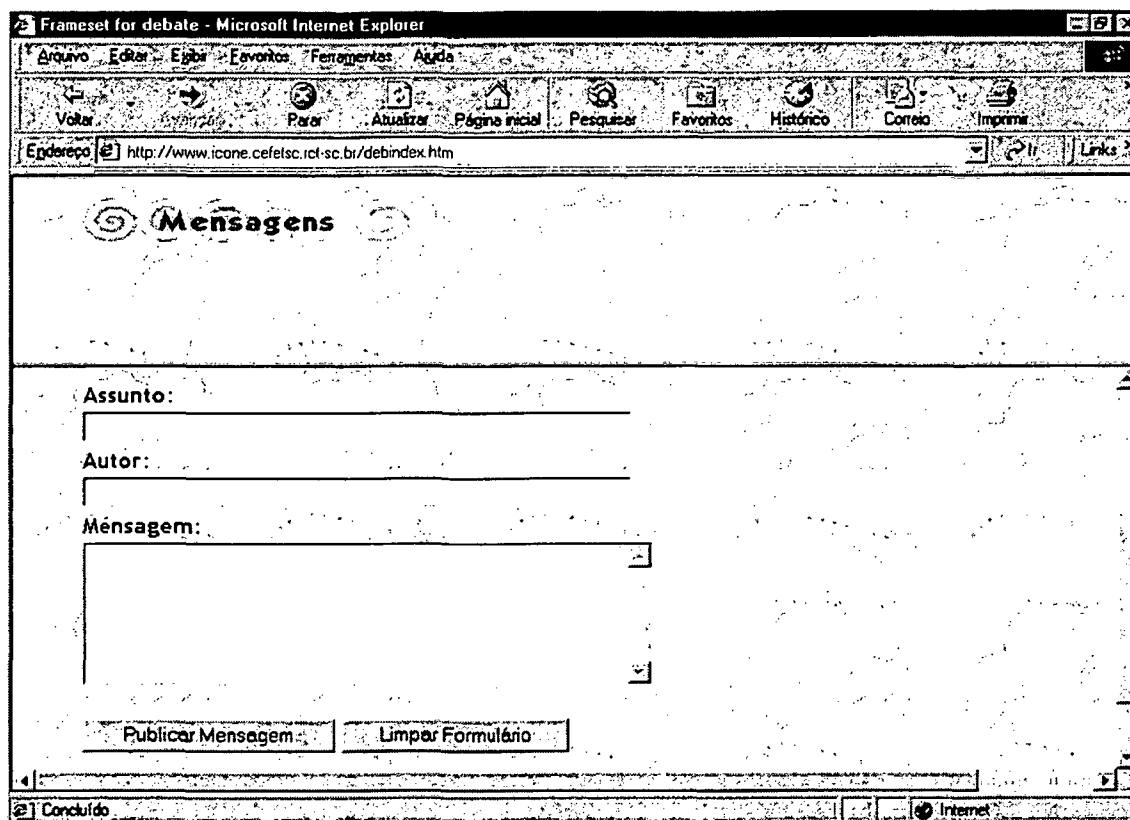 Frameset for debate - Microsoft Internet Explorer
Arquivo Editar Exibir Favoritos Ferramentas Ajuda
Voltar Avançar Parar Atualizar Página inicial Pesquisar Favoritos Histórico Correio Imprimir
Endereço http://www.icone.cefetsc.rct-sc.br/debindex.htm Ir Links
Mensagens
Assunto:
Autor:
Mensagem:
Publicar Mensagem Limpar Formulário
Concluído Internet